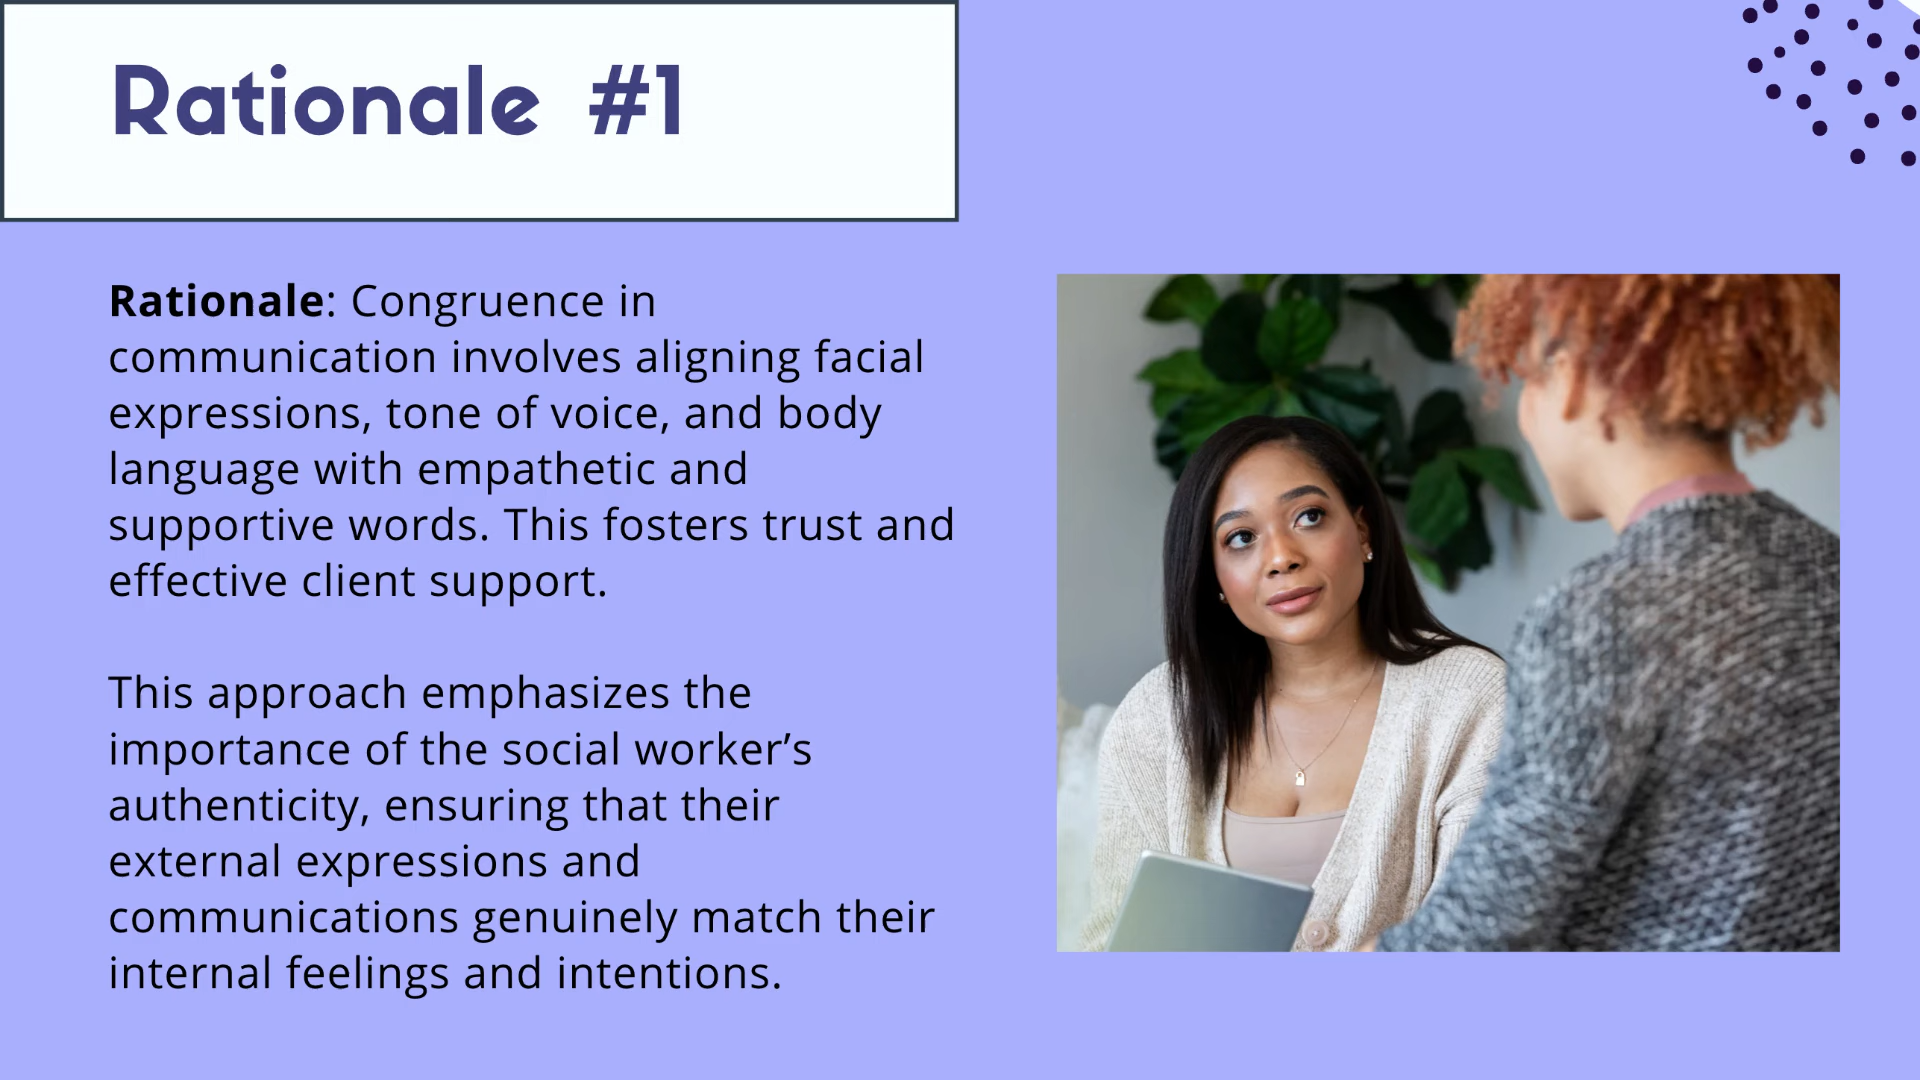 Rationale #1
Rationale: Congruence in
communication involves aligning facial
expressions, tone of voice, and body
language with empathetic and
supportive words. This fosters trust and
effective client support.
This approach emphasizes the
importance of the social worker’s
authenticity, ensuring that their
external expressions and
communications genuinely match their
internal feelings and intentions.